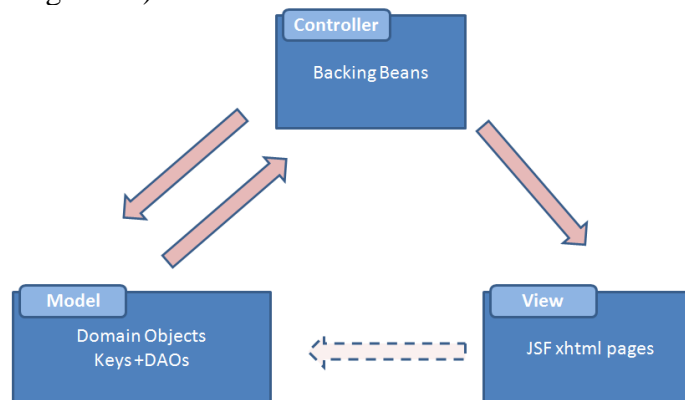 Controller
Backing Beans
Model
Domain Objects
Keys+DAOs
View
JSF xhtml pages